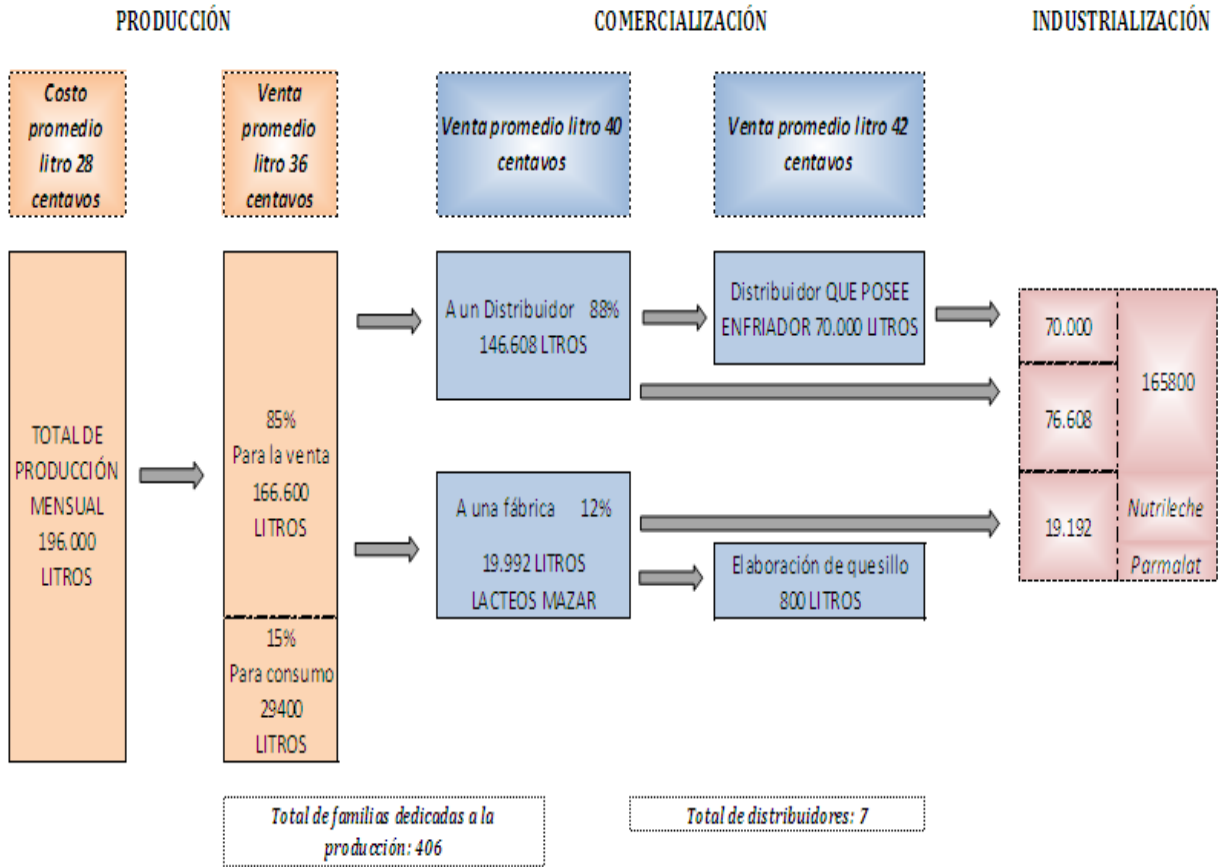 PRODUCCIÓN
COMERCIALIZACIÓN
INDUSTRIALIZACIÓN
Costo
promedio
litro 28
centavos
Venta
promedio
litro 36
centavos
Venta promedio litro 40
centavos
Venta promedio litro 42
centavos
TOTAL DE
PRODUCCIÓN
MENSUAL
196.000
LITROS
85%
Para la venta
166.600
LITROS
15%
Para consumo
29400
LITROS
A un Distribuidor 88%
146.608 LTROS
Distribuidor QUE POSEE
ENFRIADOR 70.000 LITROS
A una fábrica 12%
19.992 LITROS
LACTEOS MAZAR
Elaboración de quesillo
800 LITROS
70.000
76.608
19.192
165800
Nutrileche
Parmalat
Total de familias dedicadas a la
producción: 406
Total de distribuidores: 7